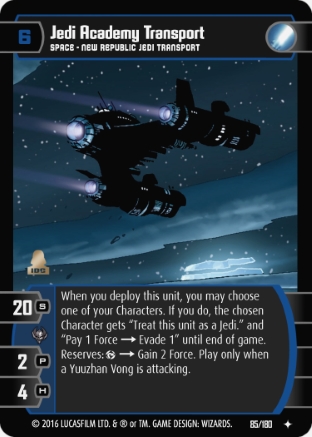 6 Jedi Academy Transport
SPACE - NEW REPUBLIC JEDI TRANSPORT
185
20 S
2 P
4 H
When you deploy this unit, you may choose
one of your Characters. If you do, the chosen
Character gets “Treat this unit as a Jedi.” and
“Pay 1 Force → Evade 1” until end of game.
Reserves: → Gain 2 Force. Play only when
a Yuuzhan Vong is attacking.
© 2016 LUCASFILM LTD. & ® or TM. GAME DESIGN: WIZARDS. 85/180